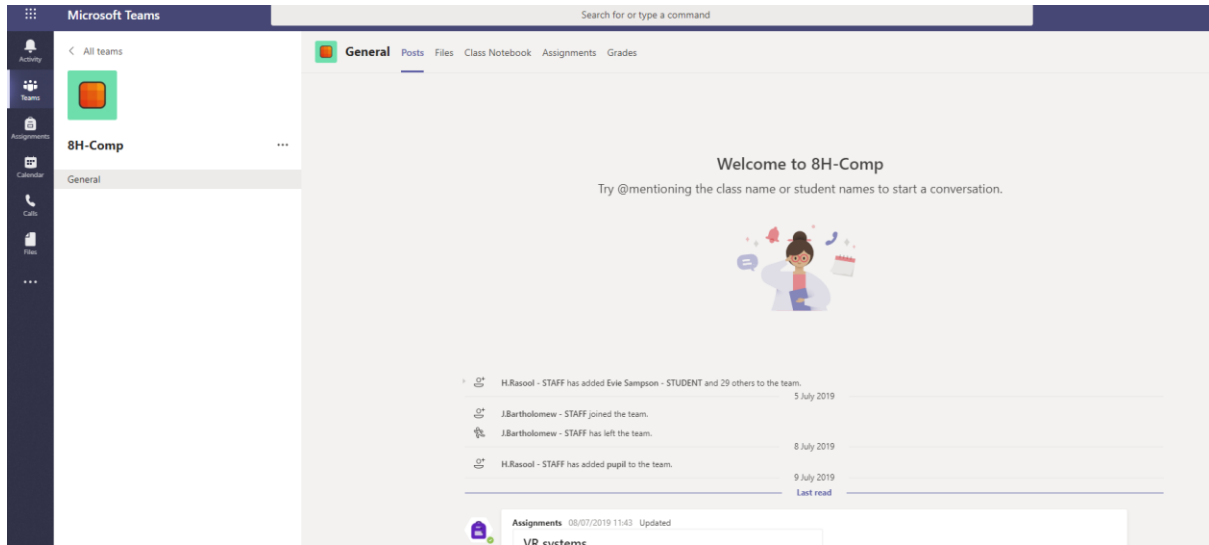 Microsoft Teams
Search for or type a command
Activity
Teams
Assignments
Calendar
Calls
Files
All teams
8H-Comp
General
General Posts Files Class Notebook Assignments Grades
Welcome to 8H-Comp
Try @mentioning the class name or student names to start a conversation.
H.Rasool - STAFF has added Evie Sampson - STUDENT and 29 others to the team.
5 July 2019
J.Bartholomew - STAFF joined the team.
J.Bartholomew - STAFF has left the team.
8 July 2019
H.Rasool - STAFF has added pupil to the team.
9 July 2019
Last read
Assignments 08/07/2019 11:43 Updated
VR systems